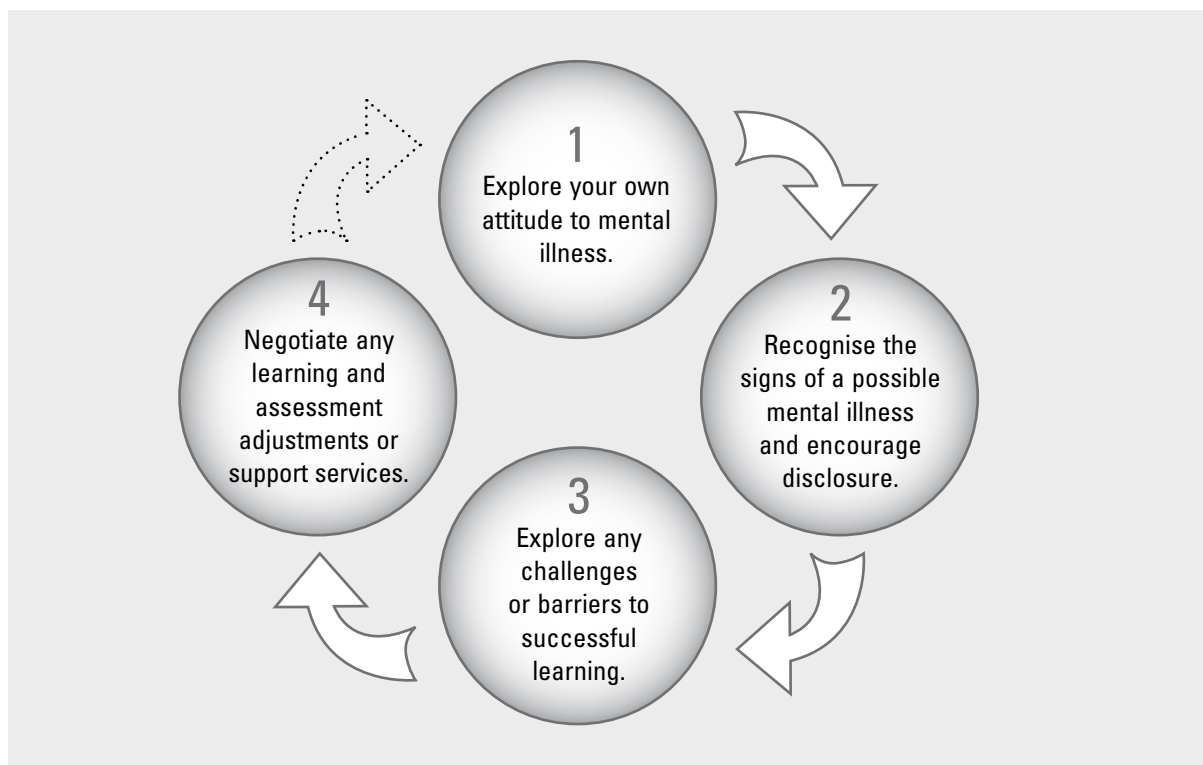 1
Explore your own
attitude to mental
illness.
2
Recognise the
signs of a possible
mental illness
and encourage
disclosure.
3
Explore any
challenges
or barriers to
successful
learning.
4
Negotiate any
learning and
assessment
adjustments or
support services.